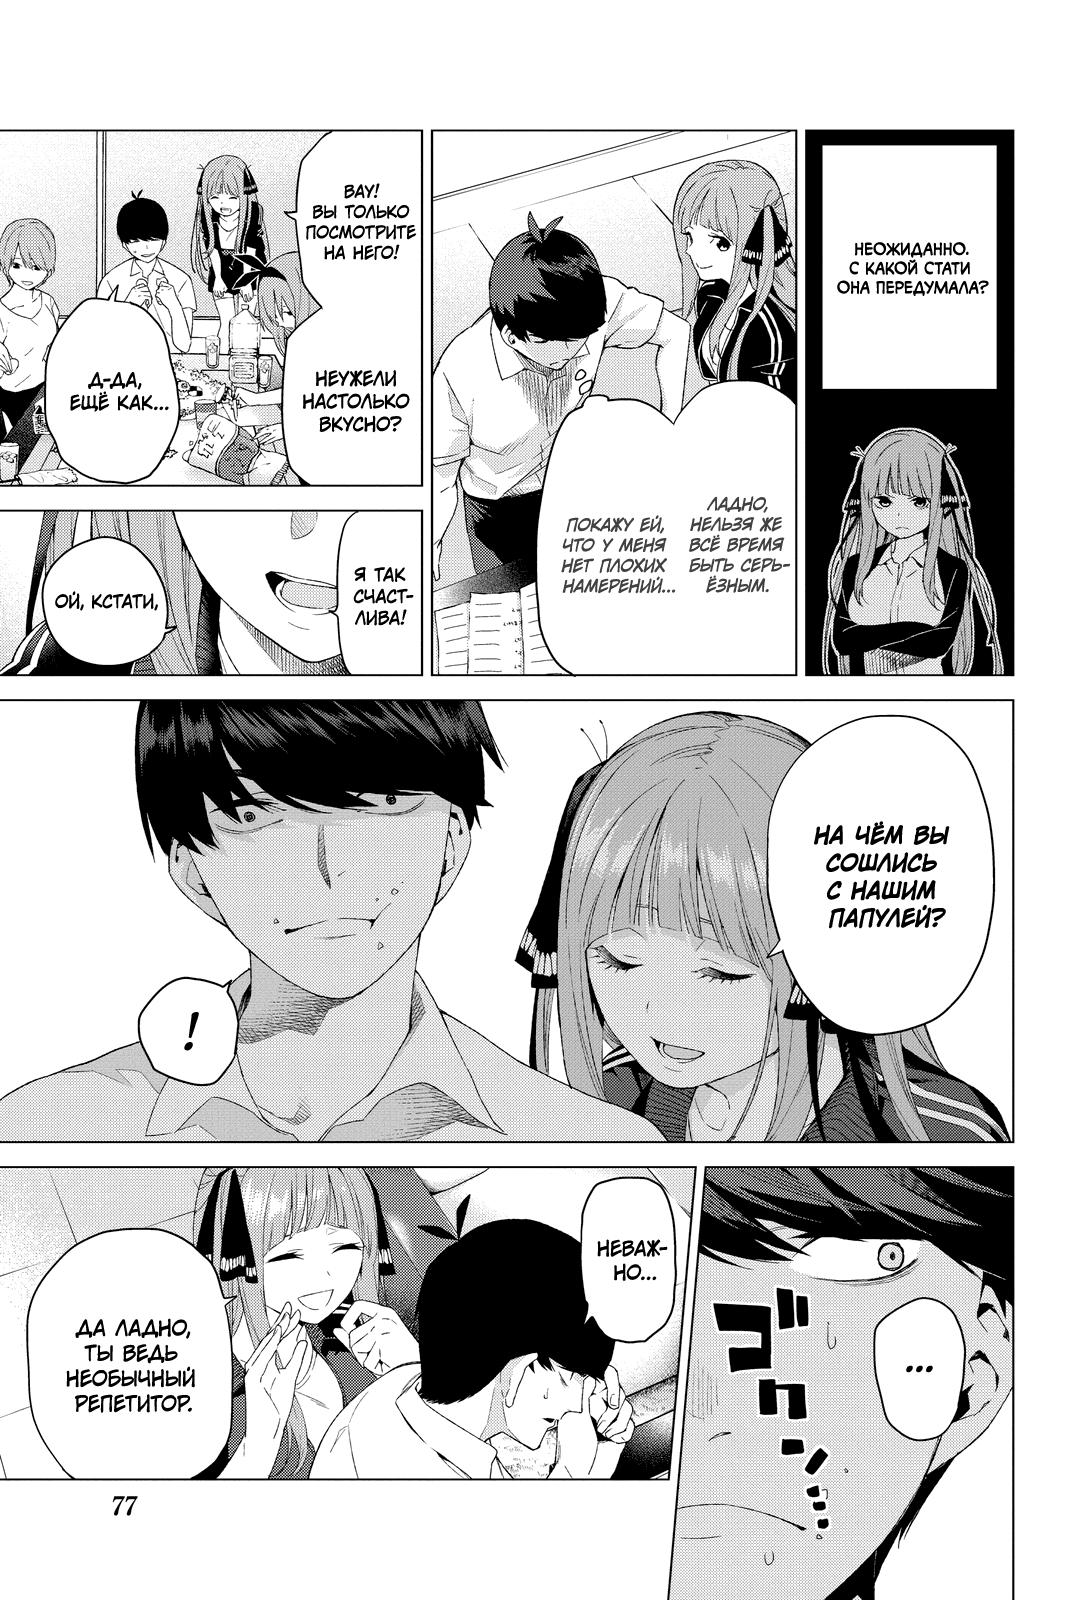 НЕОЖИДАННО.
С КАКОЙ СТАТИ
ОНА ПЕРЕДУМАЛА?
ЛАДНО,
НЕЛЬЗЯ ЖЕ
ВСЁ ВРЕМЯ
БЫТЬ СЕРЬ-
ЁЗНЫМ.
ПОКАЖУ ЕЙ,
ЧТО У МЕНЯ
НЕТ ПЛОХИХ
НАМЕРЕНИЙ...
ВАУ!
ВЫ ТОЛЬКО
ПОСМОТРИТЕ
НА НЕГО!
НЕУЖЕЛИ
НАСТОЛЬКО
ВКУСНО?
Д-ДА,
ЕЩЁ КАК...
Я ТАК
СЧАСТ-
ЛИВА!
ОЙ, КСТАТИ,
НА ЧЁМ ВЫ
СОШЛИСЬ
С НАШИМ
ПАПУЛЕЙ?
!
...
ゴクン…
НЕВАЖ-
НО...
ДА ЛАДНО,
ТЫ ВЕДЬ
НЕОБЫЧНЫЙ
РЕПЕТИТОР.
77